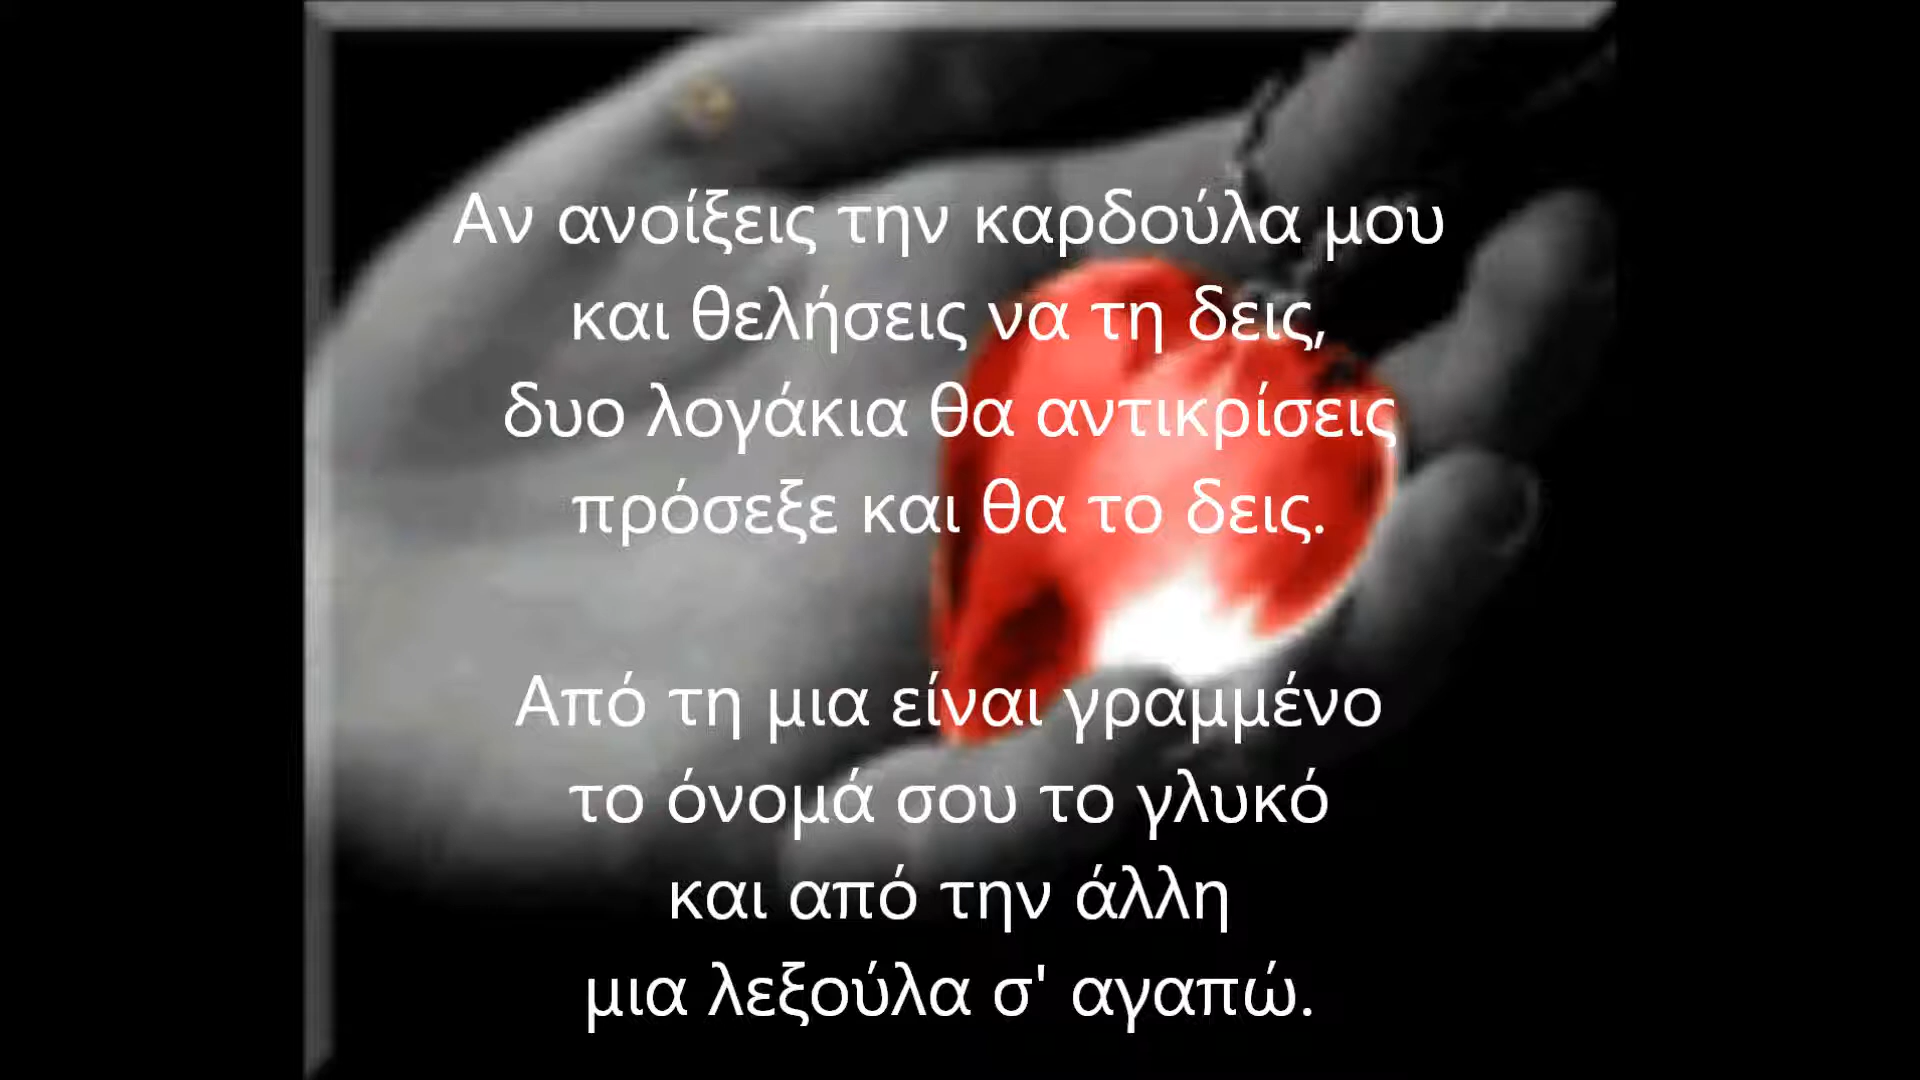 Αν ανοίξεις την καρδούλα μου
και θελήσεις να τη δεις,
δυο λογάκια θα αντικρίσεις
πρόσεξε και θα το δεις.
Από τη μια είναι γραμμένο
το όνομά σου το γλυκό
και από την άλλη
μια λεξούλα σ' αγαπώ.